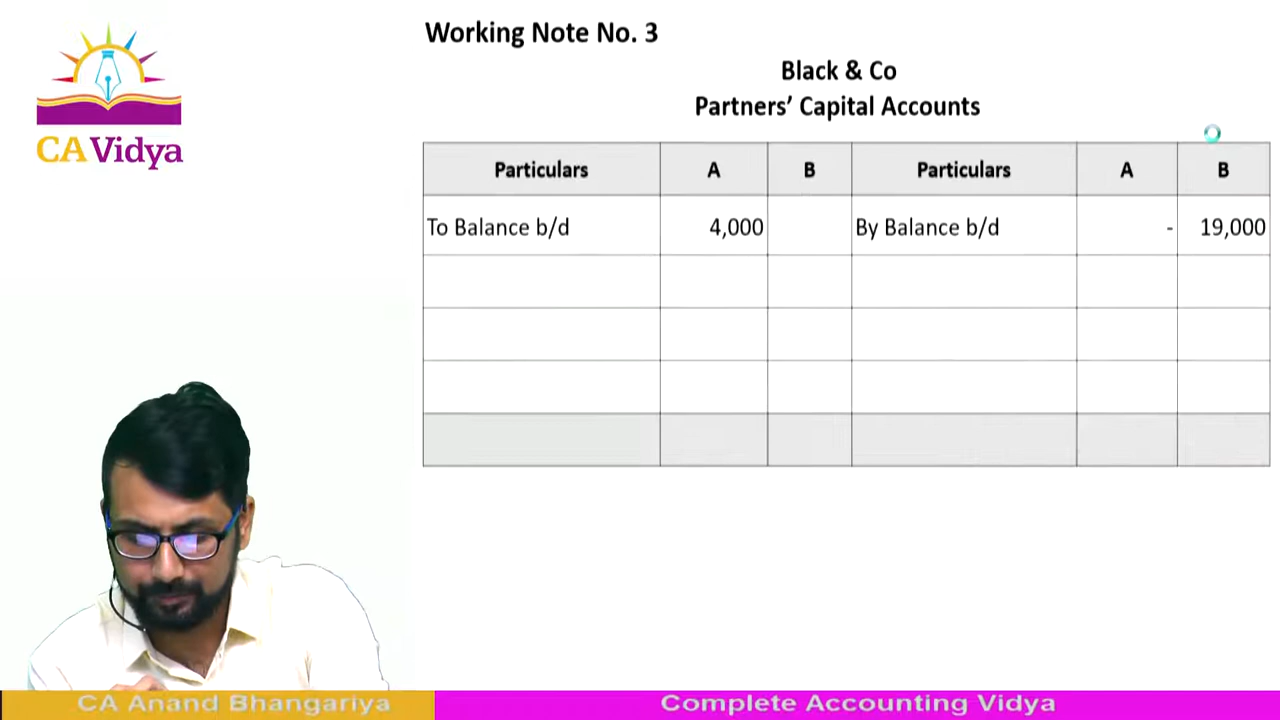 CA Vidya
Working Note No. 3
Black & Co
Partners’ Capital Accounts
Particulars A B Particulars A B
To Balance b/d 4,000 By Balance b/d - 19,000
CA Anand Bhangariya
Complete Accounting Vidya